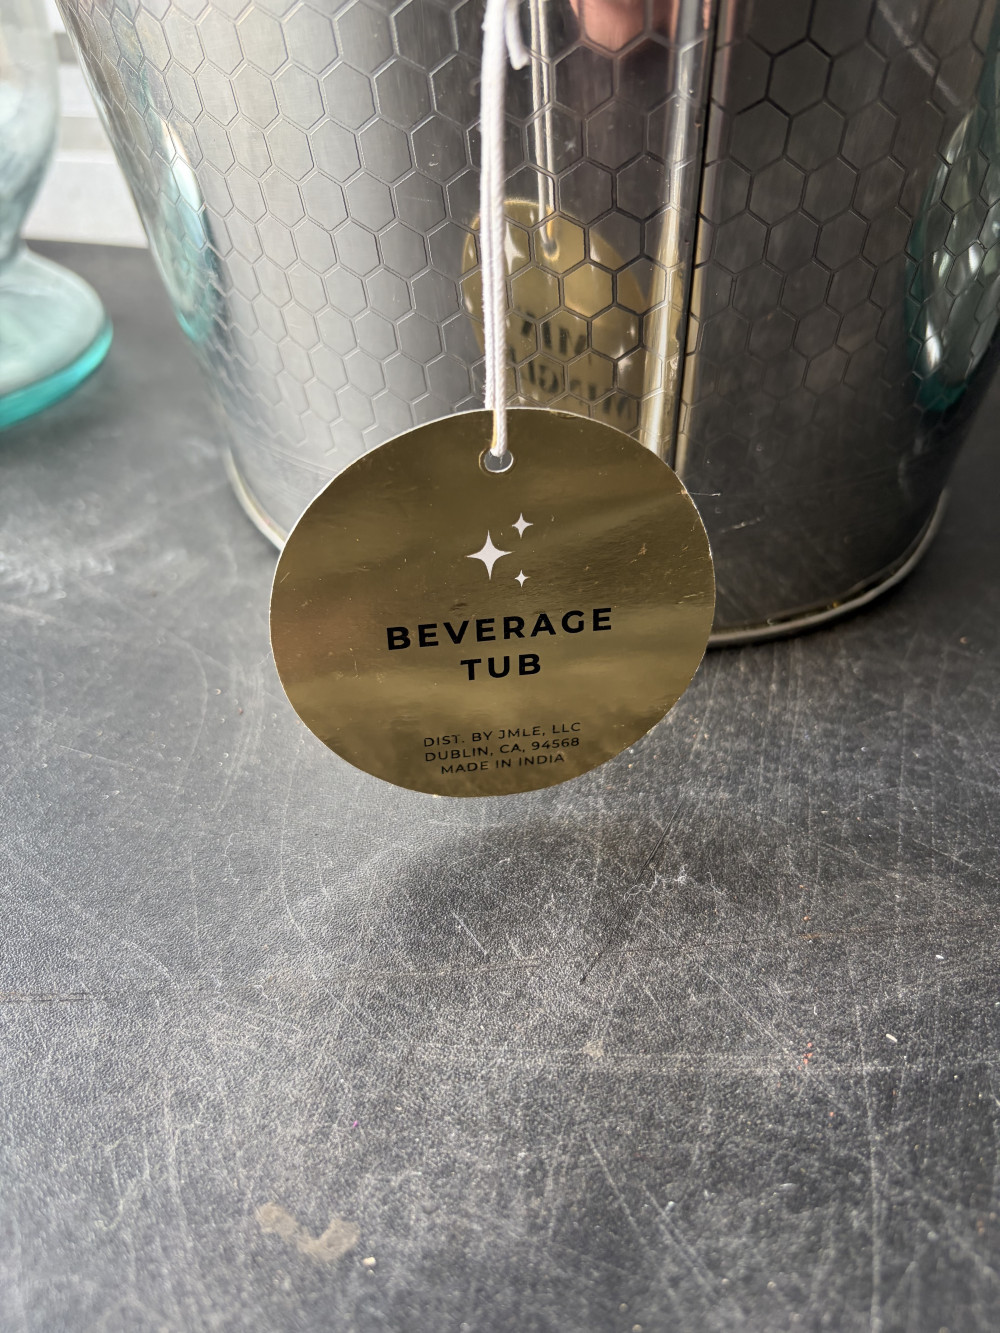 BEVERAGE
TUB
DIST. BY JMLE, LLC
DUBLIN, CA, 94568
MADE IN INDIA